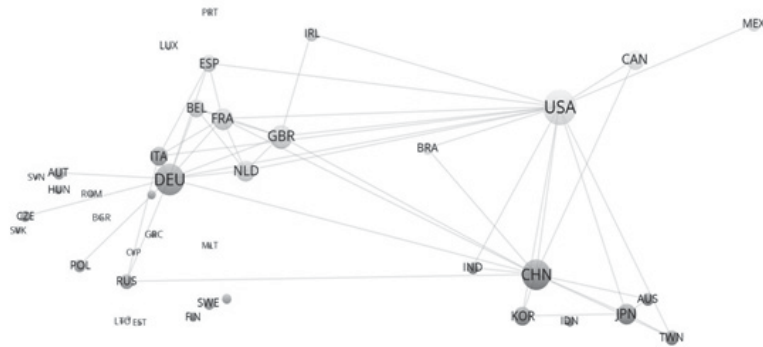 PRT
MEX
IRL
LUX
CAN
ESP
USA
BEL
FRA
GBR
BRA
ITA
NLD
AUT
SVN
DEU
HUN
ROM
CZE
BGR
SVK
GRC
MLT
CYP
POL
IND
CHN
RUS
AUS
SWE
KOR
JPN
FIN
IDN
EST
TWN